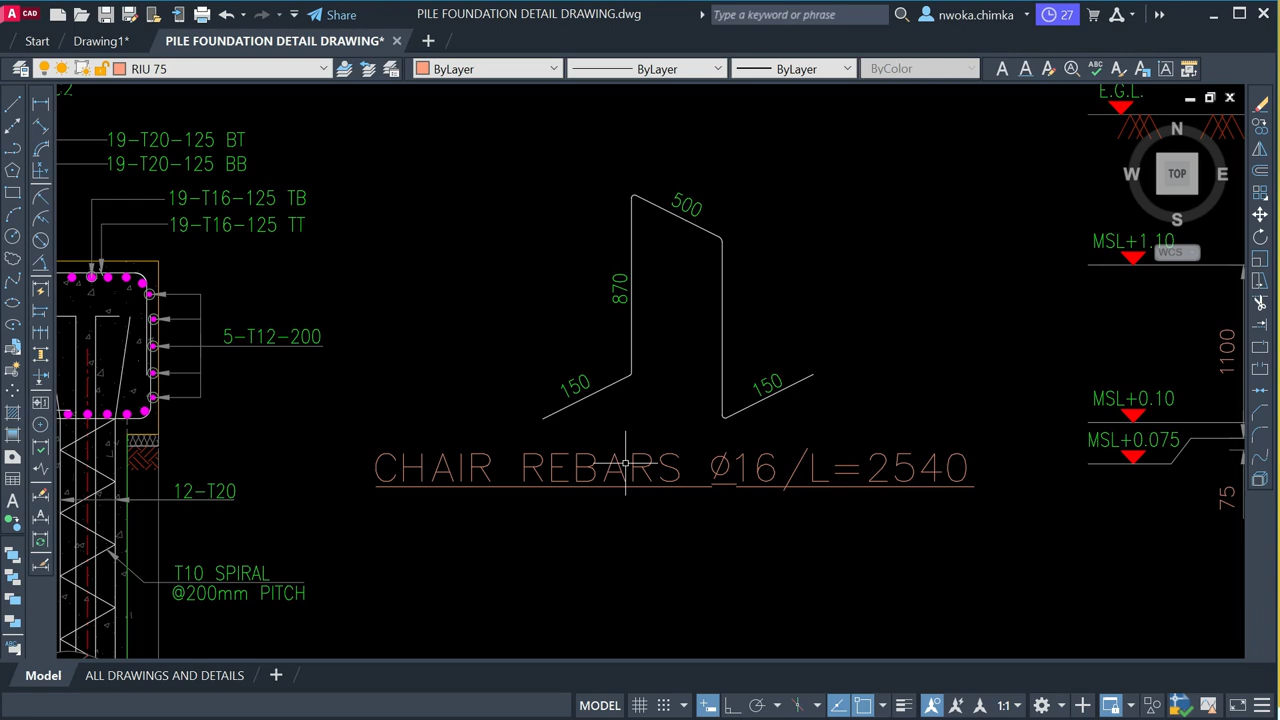 CAD
Share
PILE FOUNDATION DETAIL DRAWING.dwg
Type a keyword or phrase
nwoka.chimka
27
Start
Drawing1*
PILE FOUNDATION DETAIL DRAWING*
RIU 75
ByLayer
ByLayer
ByLayer
ByColor
E.G.L.
19-T20-125 BT
19-T20-125 BB
19-T16-125 TB
19-T16-125 TT
5-T12-200
12-T20
T10 SPIRAL
@200mm PITCH
500
870
150
150
CHAIR REBARS Ø16/L=2540
N
W
TOP
E
S
WCS
MSL+1.10
1100
MSL+0.10
MSL+0.075
75
Model
ALL DRAWINGS AND DETAILS
MODEL
1:1